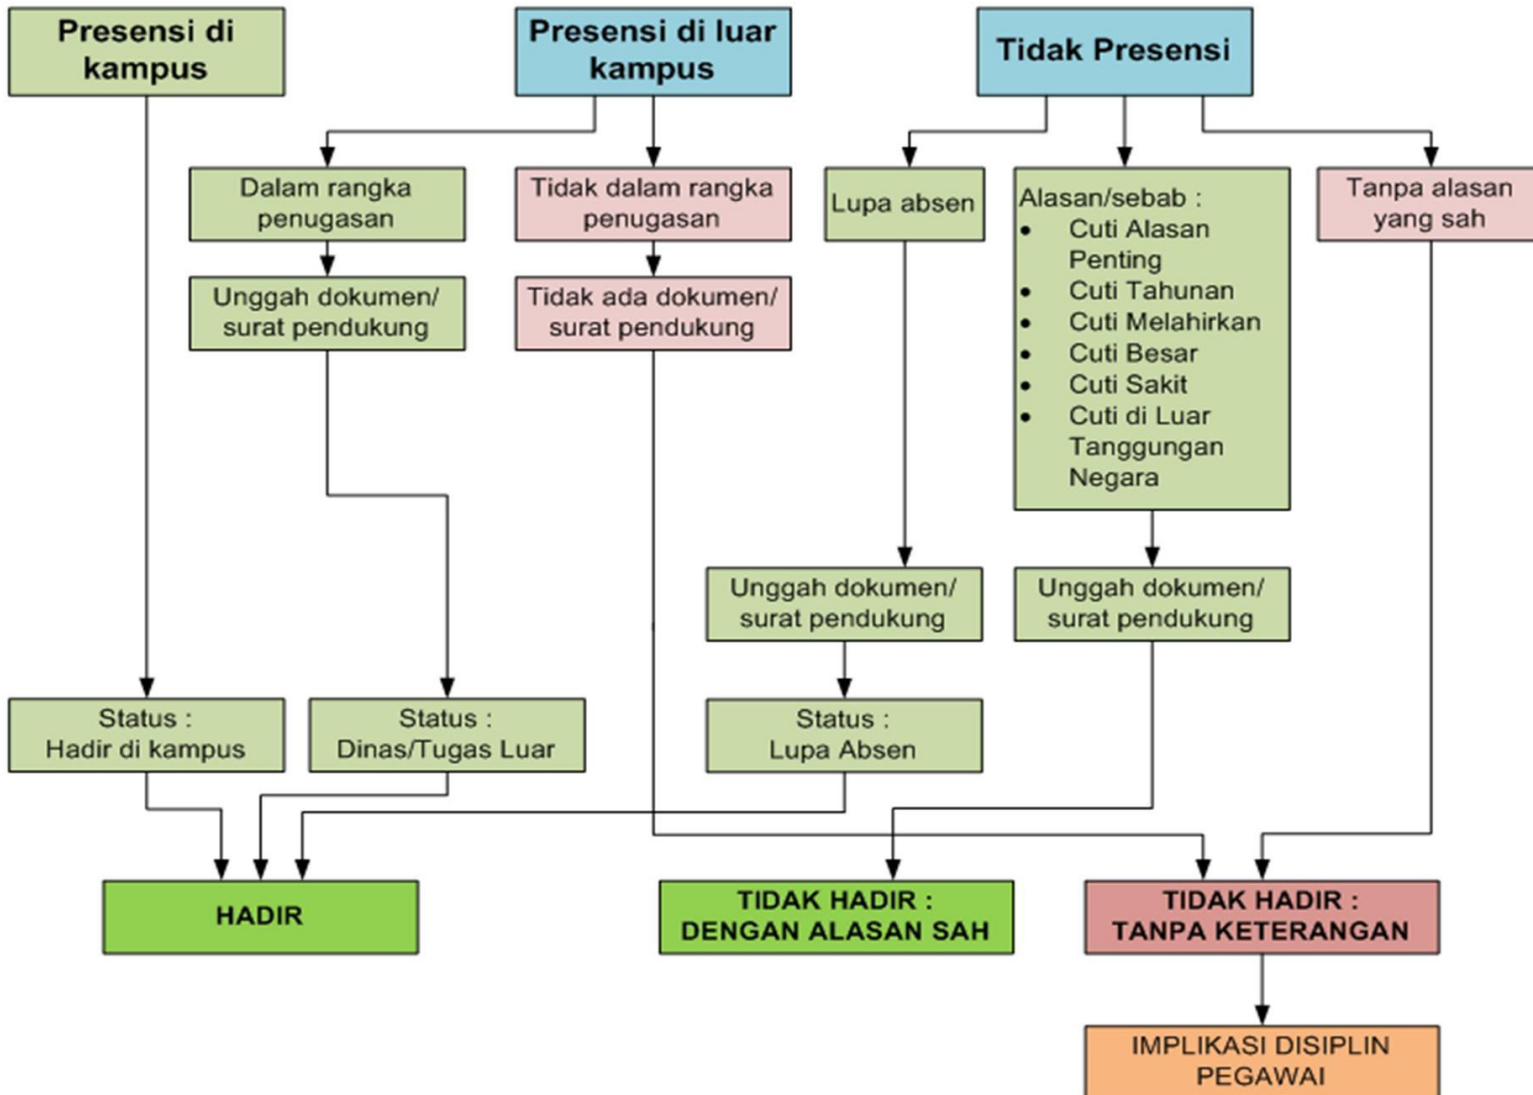 Presensi di
kampus
Presensi di luar
kampus
Tidak Presensi
Dalam rangka
penugasan
Tidak dalam rangka
penugasan
Lupa absen
Alasan/sebab :
• Cuti Alasan
Penting
• Cuti Tahunan
• Cuti Melahirkan
• Cuti Besar
• Cuti Sakit
• Cuti di Luar
Tanggungan
Negara
Tanpa alasan
yang sah
Unggah dokumen/
surat pendukung
Tidak ada dokumen/
surat pendukung
Unggah dokumen/
surat pendukung
Unggah dokumen/
surat pendukung
Status :
Hadir di kampus
Status :
Dinas/Tugas Luar
Status :
Lupa Absen
HADIR
TIDAK HADIR :
DENGAN ALASAN SAH
TIDAK HADIR :
TANPA KETERANGAN
IMPLIKASI DISIPLIN
PEGAWAI